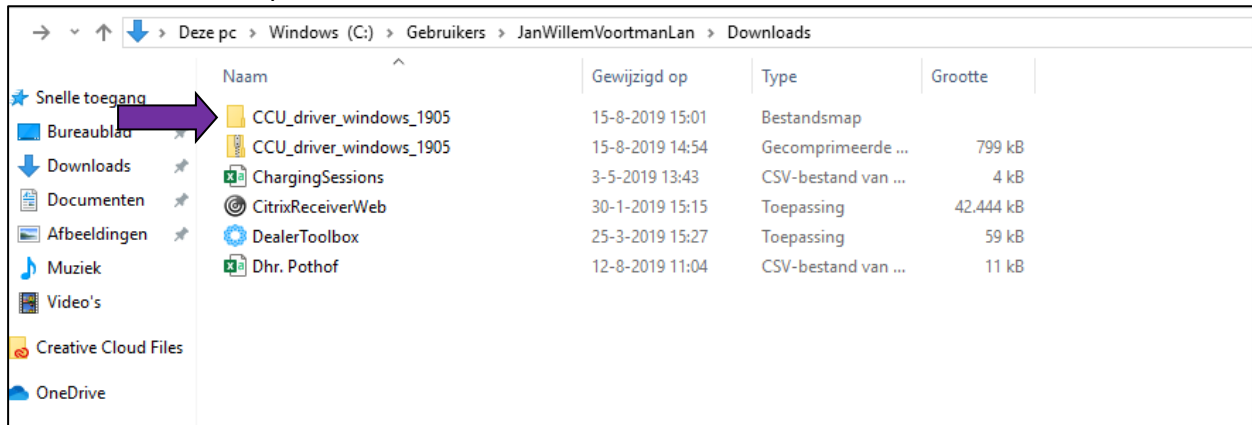 Deze pc > Windows (C:) > Gebruikers > JanWillemVoortmanLan > Downloads
Naam Gewijzigd op Type Grootte
Snelle toegang
Bureaublad
Downloads
Documenten
Afbeeldingen
Muziek
Video's
Creative Cloud Files
OneDrive
CCU_driver_windows_1905 15-8-2019 15:01 Bestandsmap
CCU_driver_windows_1905 15-8-2019 14:54 Gecomprimeerde ... 799 kB
ChargingSessions 3-5-2019 13:43 CSV-bestand van ... 4 kB
CitrixReceiverWeb 30-1-2019 15:15 Toepassing 42.444 kB
DealerToolbox 25-3-2019 15:27 Toepassing 59 kB
Dhr. Pothof 12-8-2019 11:04 CSV-bestand van ... 11 kB